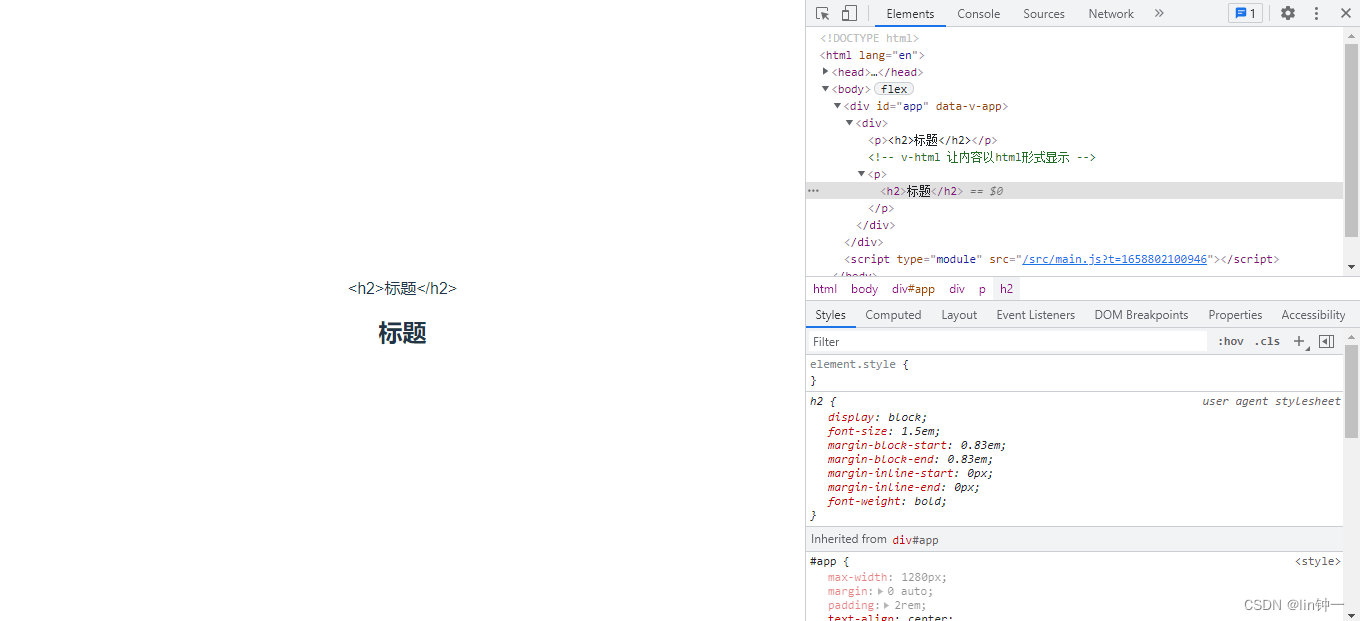 <h2>标题</h2>
标题
Elements Console Sources Network » 1
<!DOCTYPE html>
<html lang="en">
<head>…</head>
<body> flex
<div id="app" data-v-app>
<div>
<p><h2>标题</h2></p>
<!-- v-html 让内容以html形式显示 -->
<p>
<h2>标题</h2> == $0
</p>
</div>
</div>
<script type="module" src="/src/main.js?t=1658802100946"></script>
</body>
html body div#app div p h2
Styles Computed Layout Event Listeners DOM Breakpoints Properties Accessibility
Filter :hov .cls +
element.style {
}
h2 { user agent stylesheet
display: block;
font-size: 1.5em;
margin-block-start: 0.83em;
margin-block-end: 0.83em;
margin-inline-start: 0px;
margin-inline-end: 0px;
font-weight: bold;
}
Inherited from div#app
#app { <style>
max-width: 1280px;
margin: 0 auto;
padding: 2rem;
text-align: center;
CSDN @lin钟一